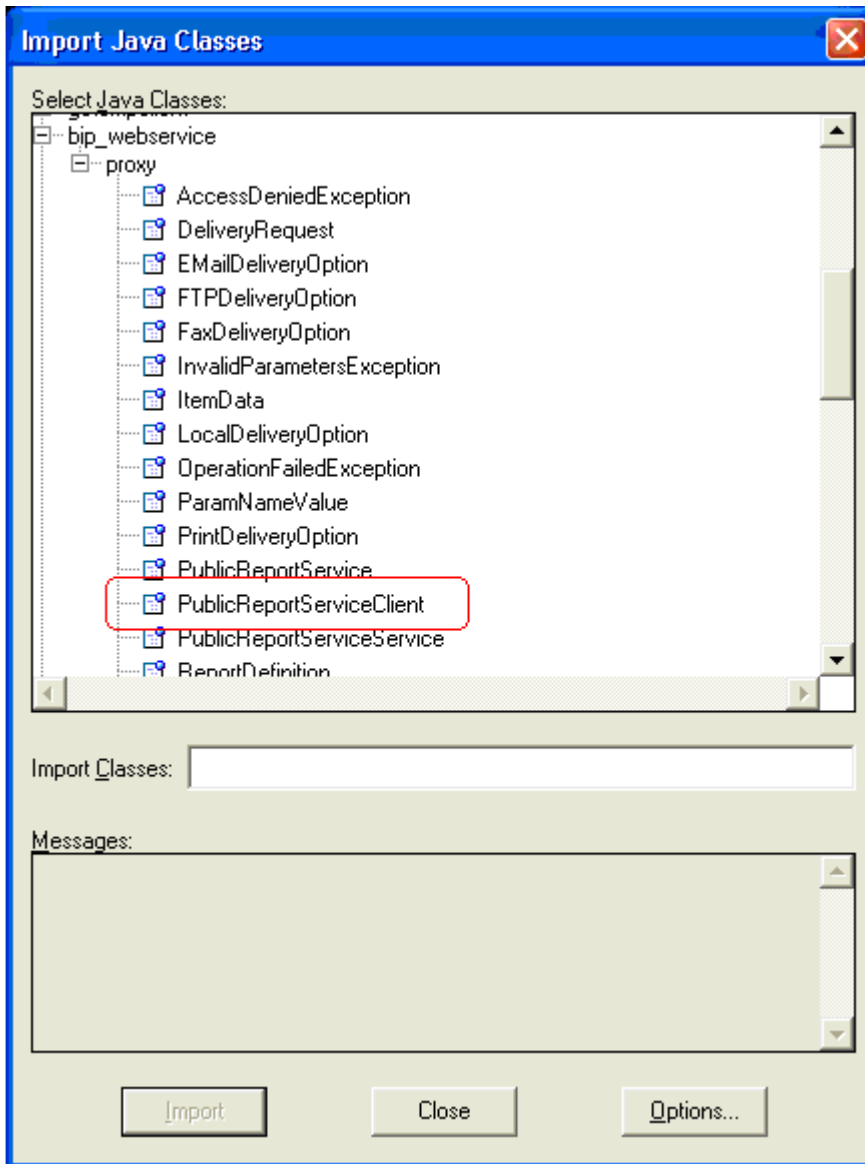 Import Java Classes
Select Java Classes:
bip_webservice
proxy
AccessDeniedException
DeliveryRequest
EMailDeliveryOption
FTPDeliveryOption
FaxDeliveryOption
InvalidParametersException
ItemData
LocalDeliveryOption
OperationFailedException
ParamNameValue
PrintDeliveryOption
PublicReportService
PublicReportServiceClient
PublicReportServiceService
ReportDefinition
Import Classes:
Messages:
Import Close Options...